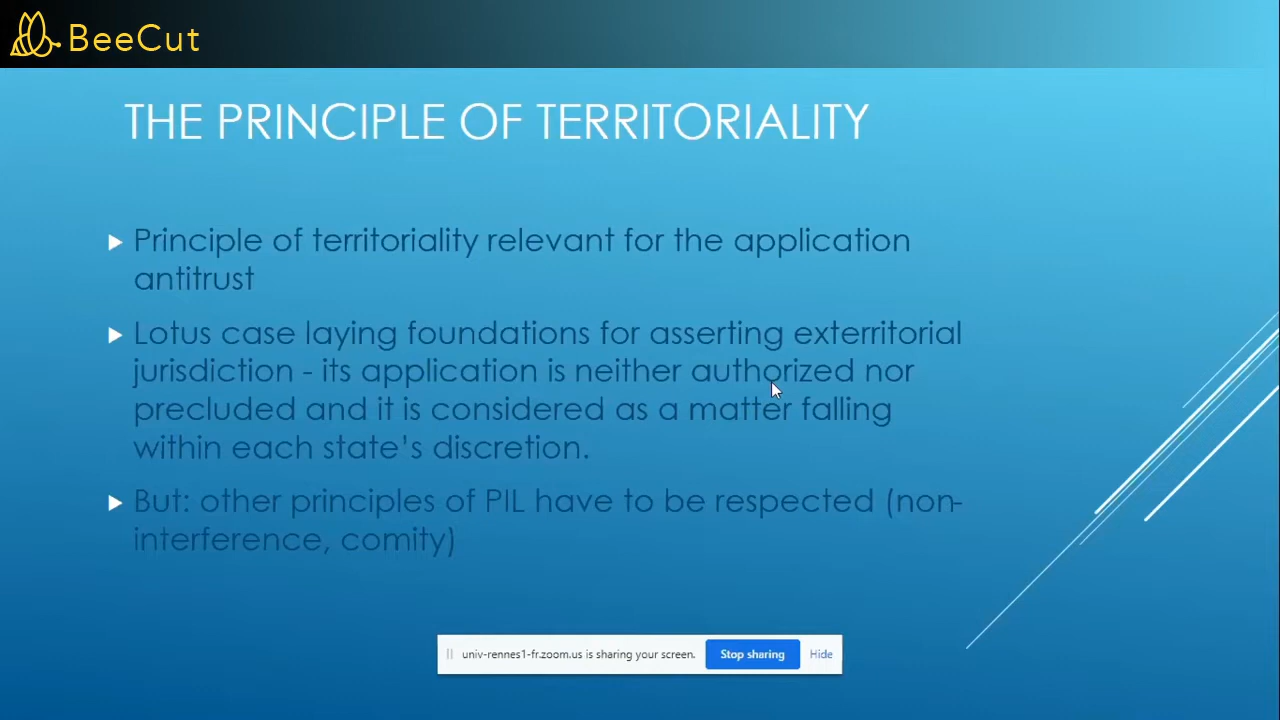 BeeCut
THE PRINCIPLE OF TERRITORIALITY
Principle of territoriality relevant for the application
antitrust
Lotus case laying foundations for asserting exterritorial
jurisdiction - its application is neither authorized nor
precluded and it is considered as a matter falling
within each state's discretion.
But: other principles of PIL have to be respected (non-
interference, comity)
univ-rennes1-fr.zoom.us is sharing your screen. Stop sharing Hide